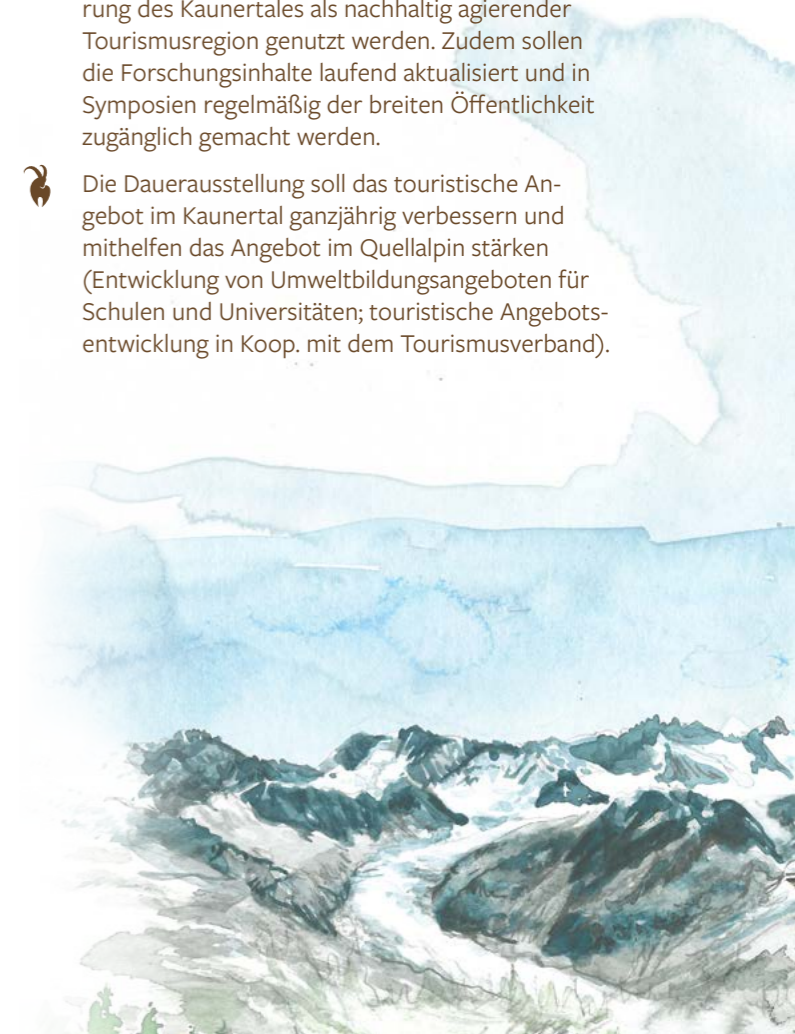 rung des Kaunertales als nachhaltig agierender
Tourismusregion genutzt werden. Zudem sollen
die Forschungsinhalte laufend aktualisiert und in
Symposien regelmäßig der breiten Öffentlichkeit
zugänglich gemacht werden.
Die Dauerausstellung soll das touristische An-
gebot im Kaunertal ganzjährig verbessern und
mithelfen das Angebot im Quellalpin stärken
(Entwicklung von Umweltbildungsangeboten für
Schulen und Universitäten; touristische Angebots-
entwicklung in Koop. mit dem Tourismusverband).